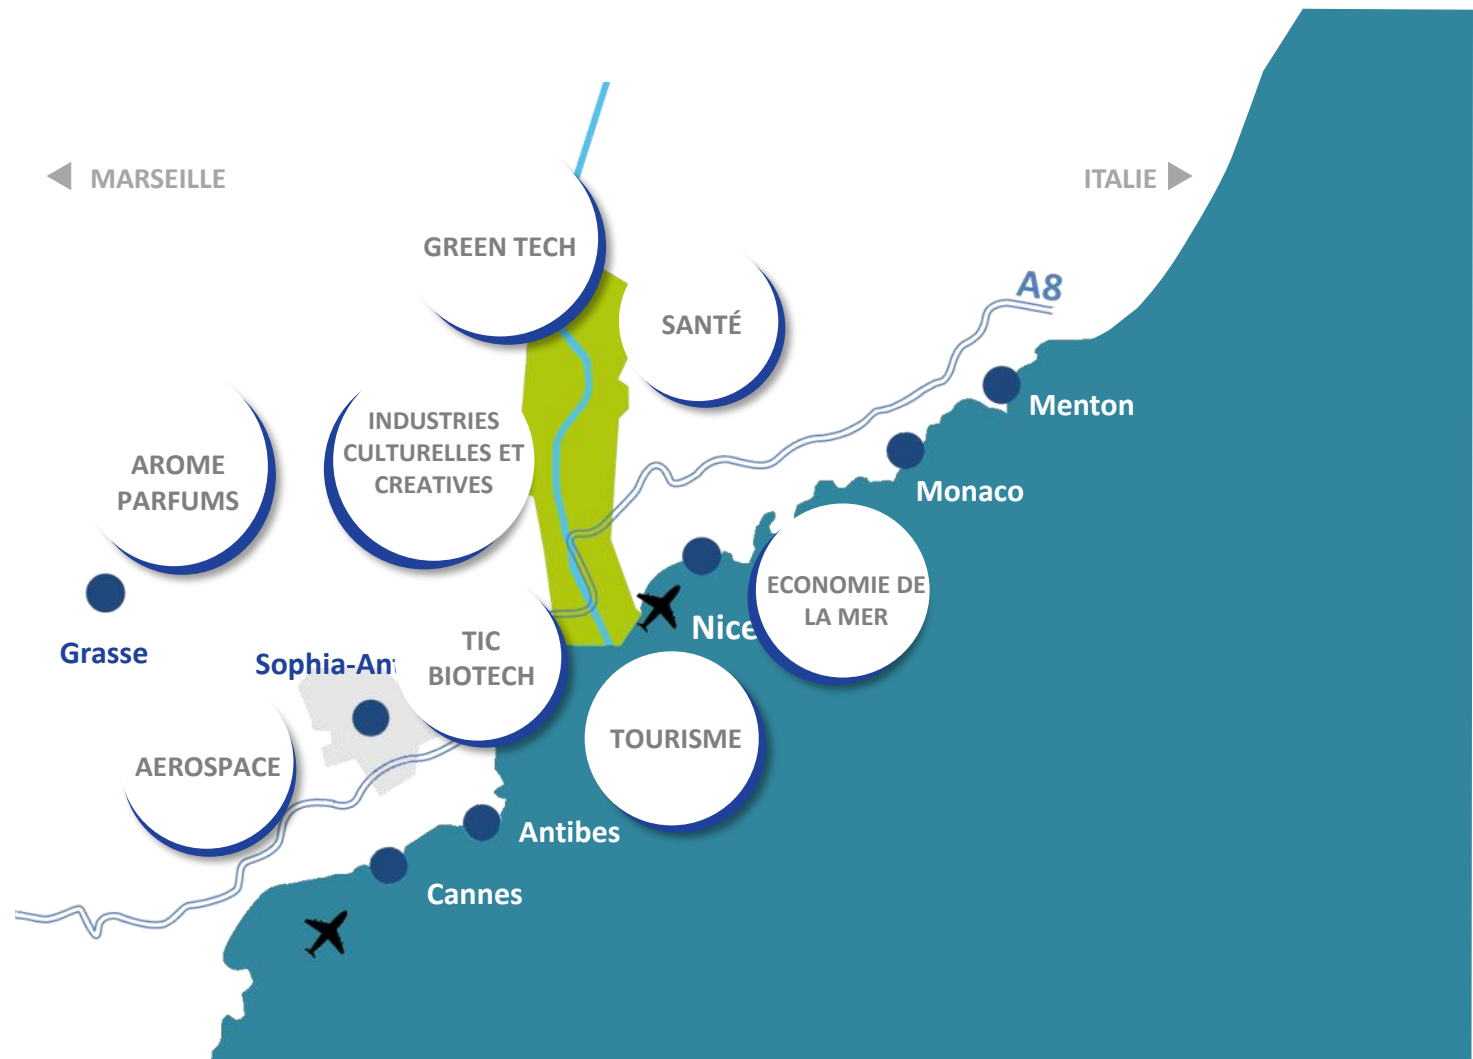 MARSEILLE
ITALIE
GREEN TECH
A8
SANTÉ
Menton
INDUSTRIES
CULTURELLES ET
CREATIVES
AROME
PARFUMS
Monaco
ECONOMIE DE
LA MER
Nice
Grasse
Sophia-Ant
TIC
BIOTECH
TOURISME
AEROSPACE
Antibes
Cannes